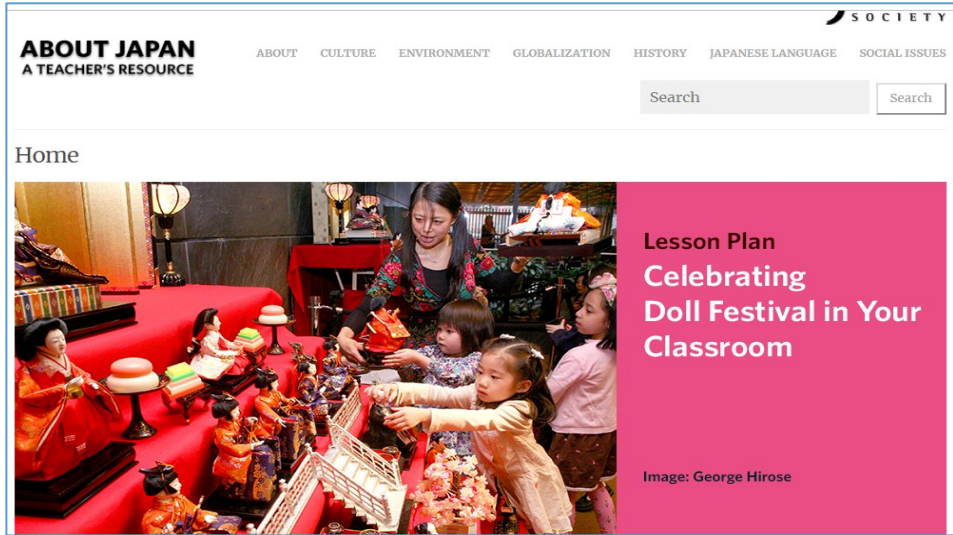 SOCIETY
ABOUT JAPAN
A TEACHER'S RESOURCE
ABOUT CULTURE ENVIRONMENT GLOBALIZATION HISTORY JAPANESE LANGUAGE SOCIAL ISSUES
Search Search
Home
Lesson Plan
Celebrating
Doll Festival in Your
Classroom
Image: George Hirose